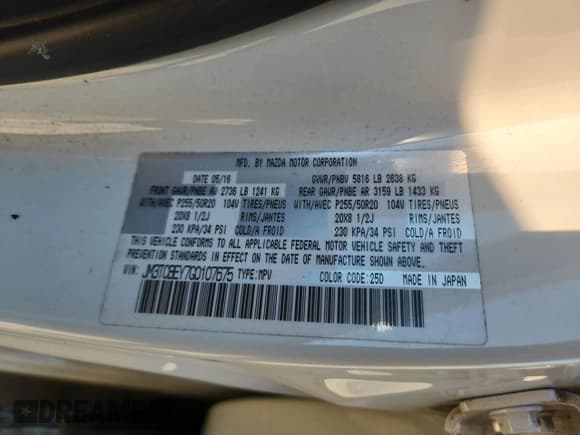 MFD. BY MAZDA MOTOR CORPORATION
DATE 05/16 GVWR/PNBV 5816 LB 2638 KG
FRONT GAWR/PNBE AV 2736 LB 1241 KG REAR GAWR/PNBE AR 3159 LB 1433 KG
WITH/AVEC P255/50R20 104V TIRES/PNEUS WITH/AVEC P255/50R20 104V TIRES/PNEUS
20X8 1/2J RIMS/JANTES 20X8 1/2J RIMS/JANTES
230 KPA/34 PSI COLD/A FROID 230 KPA/34 PSI COLD/A FROID
THIS VEHICLE CONFORMS TO ALL APPLICABLE FEDERAL MOTOR VEHICLE SAFETY AND THEFT
PREVENTION STANDARDS IN EFFECT ON THE DATE OF MANUFACTURE SHOWN ABOVE.
VIN: JM3TCBEY7G0107675 TYPE:MPV COLOR CODE:25D MADE IN JAPAN